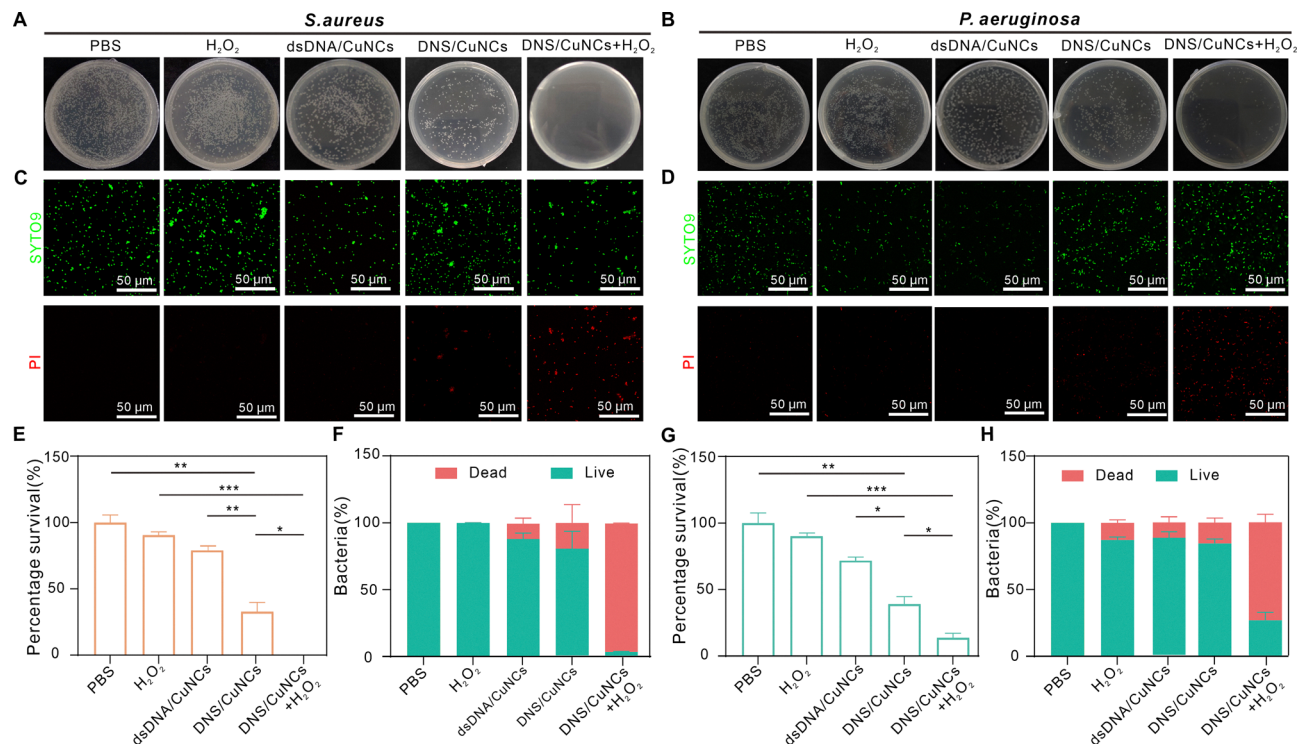 A
S.aureus
PBS
H₂O₂
dsDNA/CuNCs
DNS/CuNCs
DNS/CuNCs+H₂O₂
B
P. aeruginosa
PBS
H₂O₂
dsDNA/CuNCs
DNS/CuNCs
DNS/CuNCs+H₂O₂
C
SYTO9
50 µm
50 µm
50 µm
50 µm
50 µm
PI
50 µm
50 µm
50 µm
50 µm
50 µm
D
SYTO9
50 µm
50 µm
50 µm
50 µm
50 µm
PI
50 µm
50 µm
50 µm
50 µm
50 µm
E
Percentage survival(%)
150
100
50
0
**
***
**
*
PBS
H₂O₂
dsDNA/CuNCs
DNS/CuNCs
DNS/CuNCs
+H₂O₂
F
Bacteria(%)
150
100
50
0
Dead
Live
PBS
H₂O₂
dsDNA/CuNCs
DNS/CuNCs
DNS/CuNCs
+H₂O₂
G
Percentage survival(%)
150
100
50
0
**
***
*
*
PBS
H₂O₂
dsDNA/CuNCs
DNS/CuNCs
DNS/CuNCs
+H₂O₂
H
Bacteria(%)
150
100
50
0
Dead
Live
PBS
H₂O₂
dsDNA/CuNCs
DNS/CuNCs
DNS/CuNCs
+H₂O₂